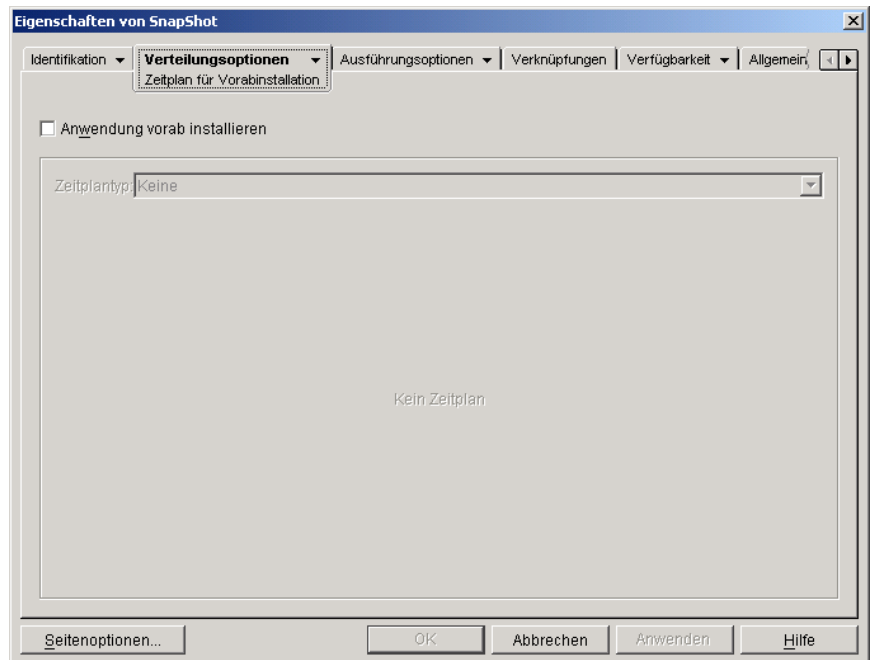 Eigenschaften von SnapShot
Identifikation Verteilungsoptionen Ausführungsoptionen Verknüpfungen Verfügbarkeit Allgemein
Zeitplan für Vorabinstallation
Anwendung vorab installieren
Zeitplantyp: Keine
Kein Zeitplan
Seitenoptionen... OK Abbrechen Anwenden Hilfe